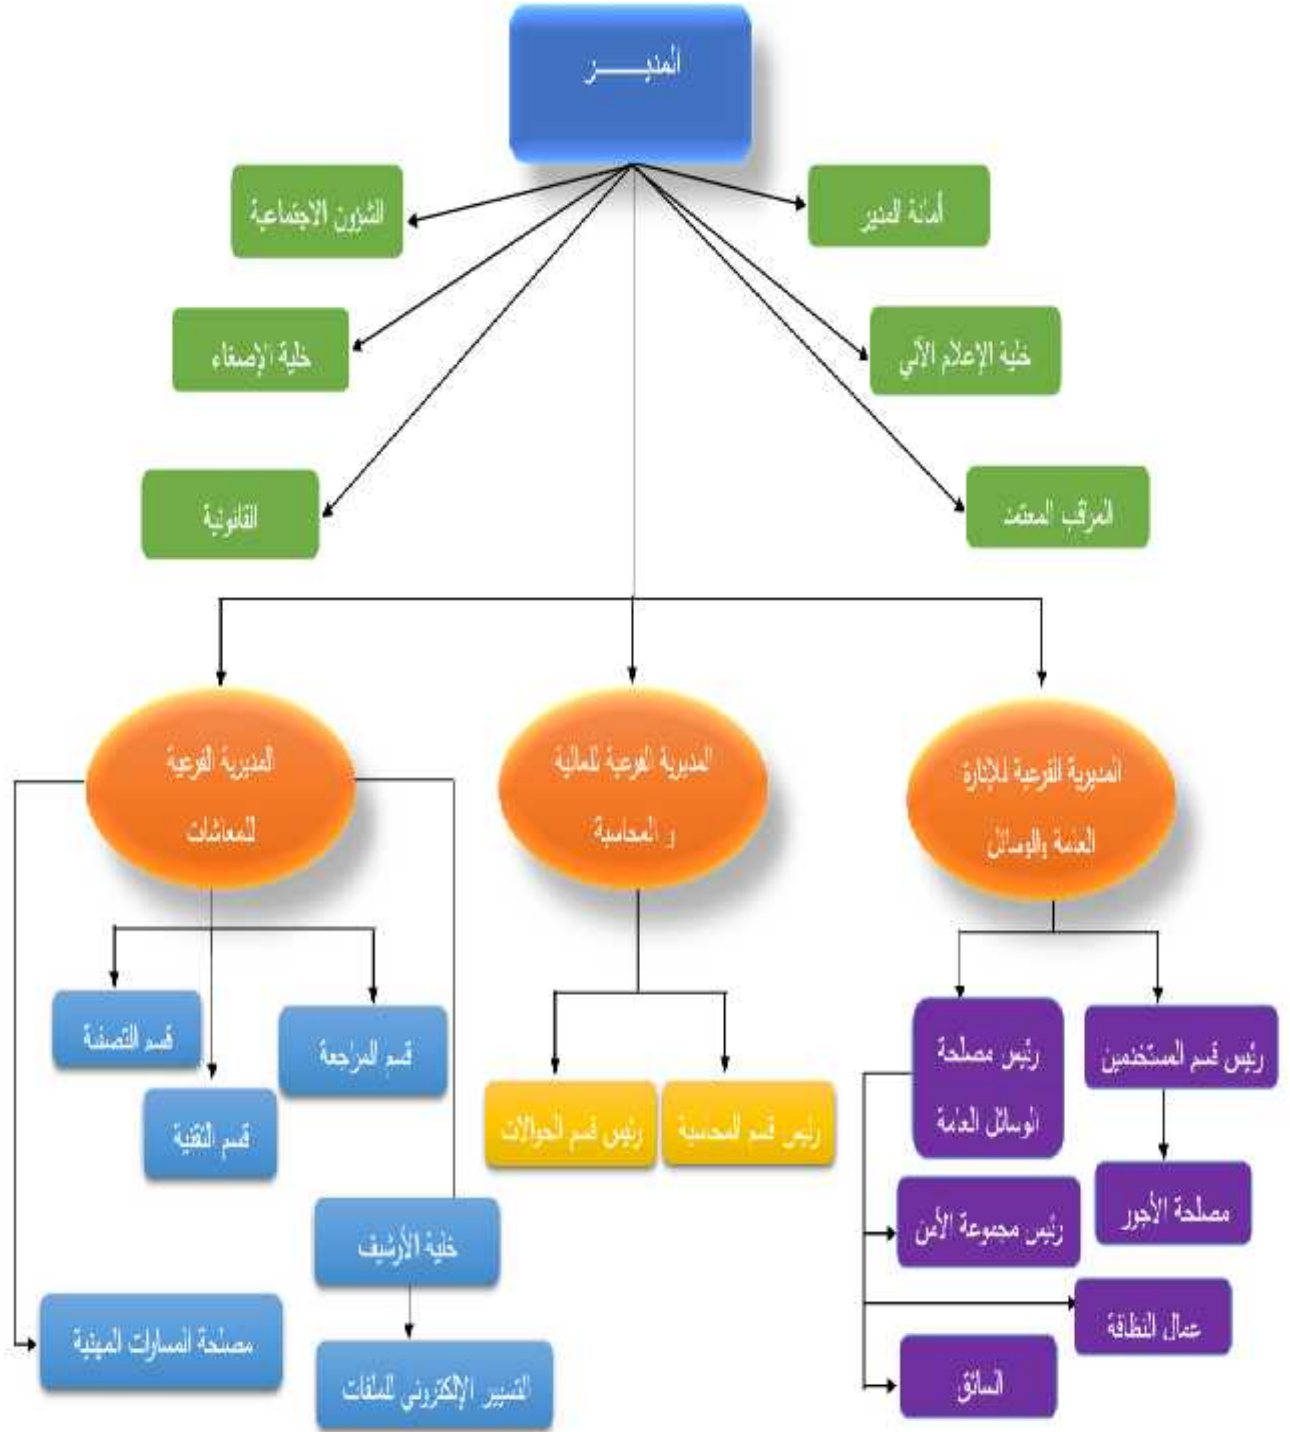 المديـــــــر
أمانة المدير
الشؤون الاجتماعية
خلية الإعلام الآلي
خلية الإصغاء
المراقب المعتمد
القانونية
المديرية الفرعية للإدارة
العامة والوسائل
المديرية الفرعية للمالية
و المحاسبة
المديرية الفرعية
للمعاشات
رئيس قسم المستخدمين
رئيس مصلحة
الوسائل العامة
مصلحة الأجور
رئيس مجموعة الأمن
عمال النظافة
السائق
رئيس قسم المحاسبة
رئيس قسم الحوالات
قسم المراجعة
قسم التصفية
قسم التقنية
خلية الأرشيف
مصلحة المسارات المهنية
التسيير الإلكتروني للملفات